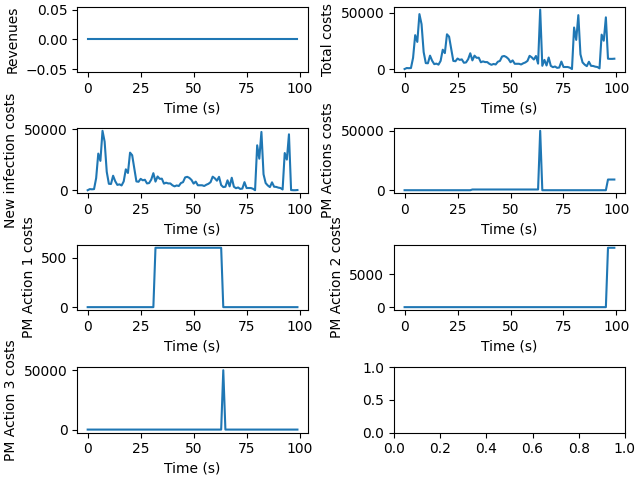 Revenues
0.05
0.00
−0.05
0 25 50 75 100
Time (s)
Total costs
50000
0
0 25 50 75 100
Time (s)
New infection costs
50000
0
0 25 50 75 100
Time (s)
PM Actions costs
50000
0
0 25 50 75 100
Time (s)
PM Action 1 costs
500
0
0 25 50 75 100
Time (s)
PM Action 2 costs
5000
0
0 25 50 75 100
Time (s)
PM Action 3 costs
50000
0
0 25 50 75 100
Time (s)
1.0
0.5
0.0
0.0 0.2 0.4 0.6 0.8 1.0